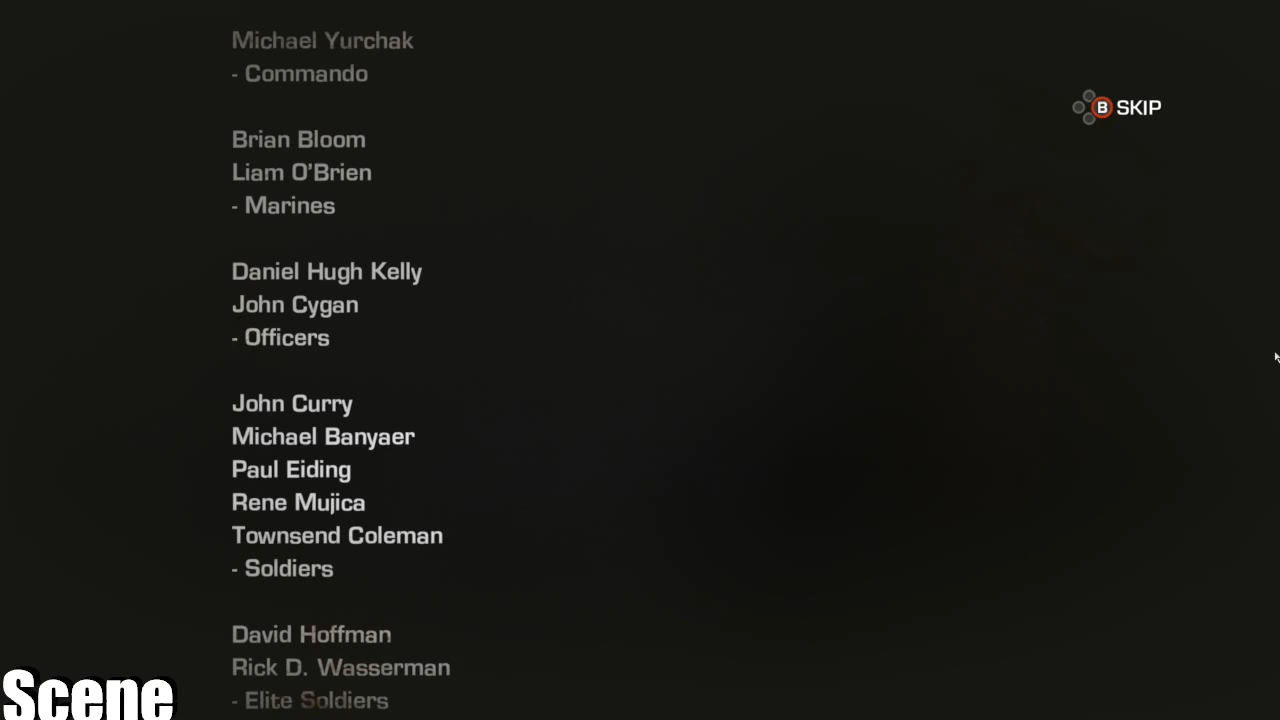 Michael Yurchak
- Commando
B SKIP
Brian Bloom
Liam O'Brien
- Marines
Daniel Hugh Kelly
John Cygan
- Officers
John Curry
Michael Banyaer
Paul Eiding
Rene Mujica
Townsend Coleman
- Soldiers
David Hoffman
Rick D. Wasserman
- Elite Soldiers
Scene